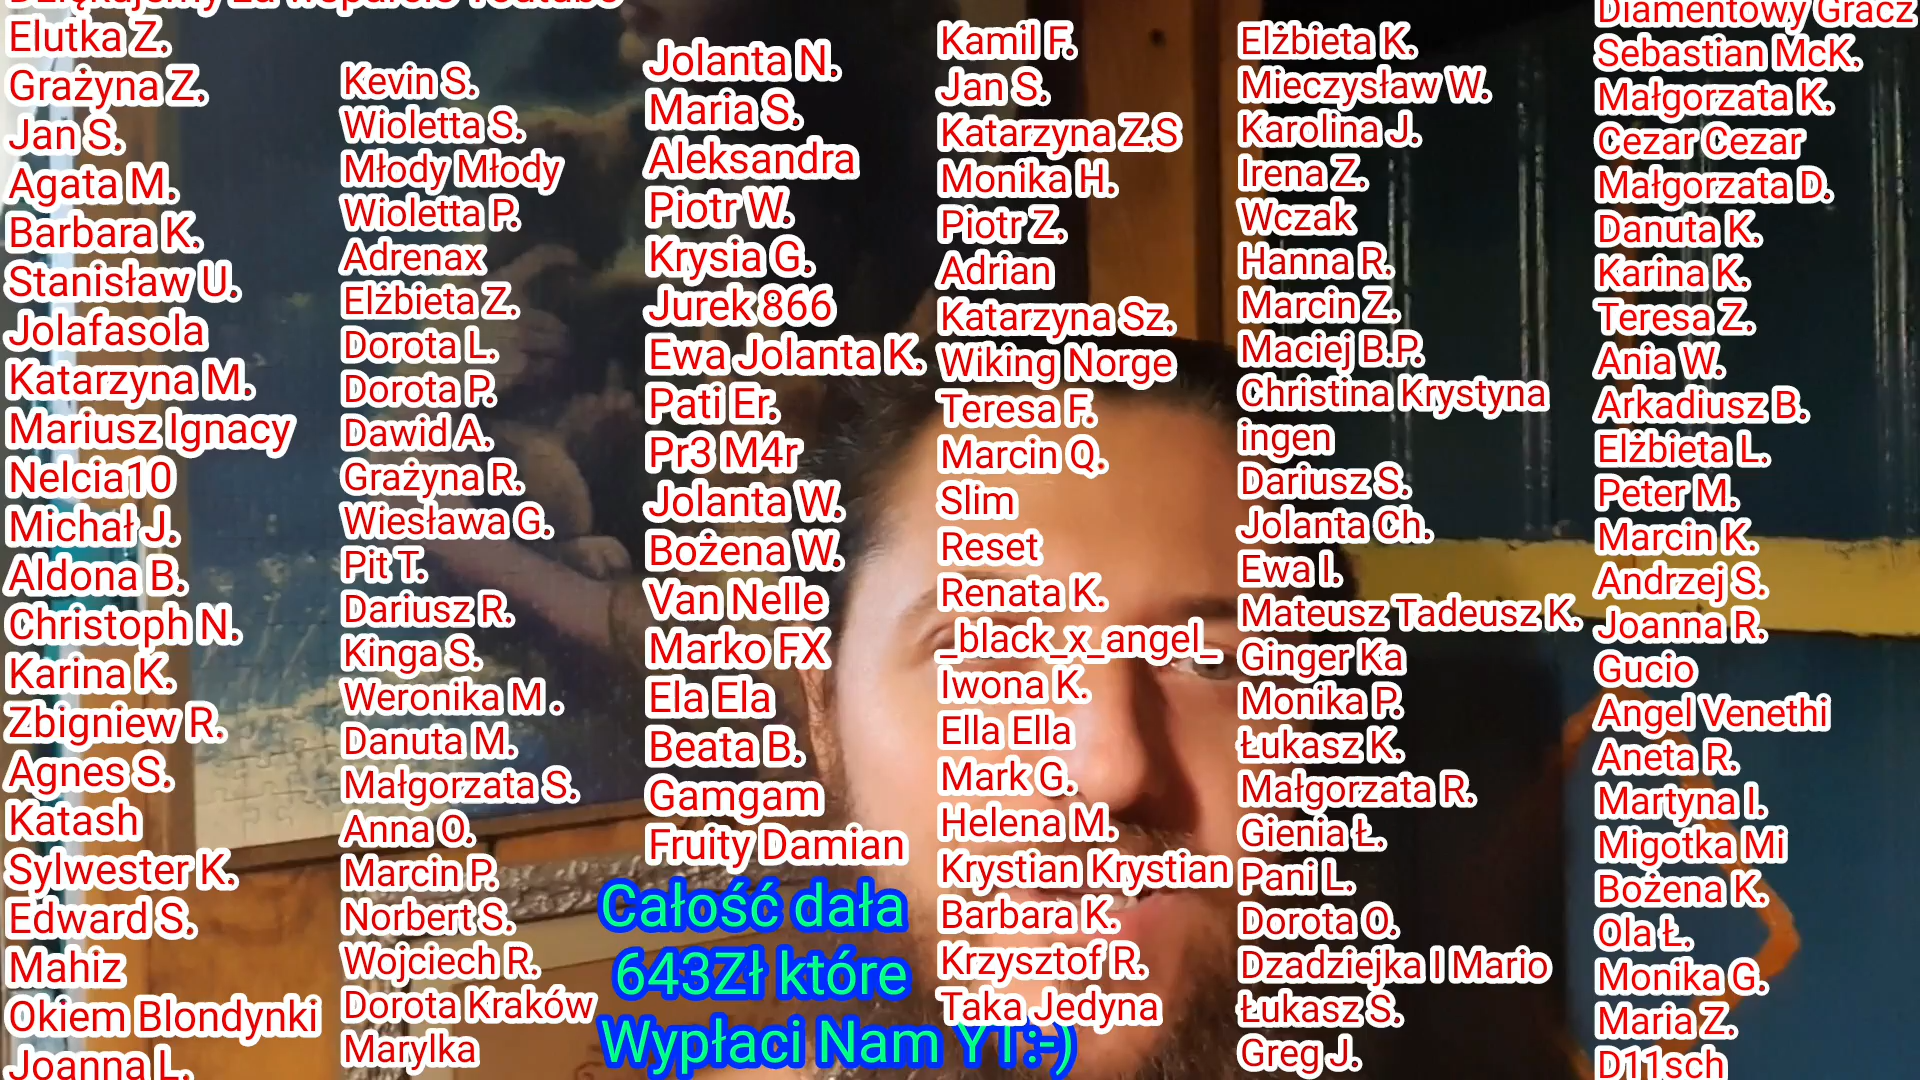 Dziękujemy za wsparcie Youtube
Elutka Z.
Grażyna Z.
Jan S.
Agata M.
Barbara K.
Stanisław U.
Jolafasola
Katarzyna M.
Mariusz Ignacy
Nelcia10
Michał J.
Aldona B.
Christoph N.
Karina K.
Zbigniew R.
Agnes S.
Katash
Sylwester K.
Edward S.
Mahiz
Okiem Blondynki
Joanna L.
Kevin S.
Wioletta S.
Młody Młody
Wioletta P.
Adrenax
Elżbieta Z.
Dorota L.
Dorota P.
Dawid A.
Grażyna R.
Wiesława G.
Pit T.
Dariusz R.
Kinga S.
Weronika M .
Danuta M.
Małgorzata S.
Anna O.
Marcin P.
Norbert S.
Wojciech R.
Dorota Kraków
Marylka
Jolanta N.
Maria S.
Aleksandra
Piotr W.
Krysia G.
Jurek 866
Ewa Jolanta K.
Pati Er.
Pr3 M4r
Jolanta W.
Bożena W.
Van Nelle
Marko FX
Ela Ela
Beata B.
Gamgam
Fruity Damian
Całość dała
643Zł które
Wypłaci Nam YT:-)
Kamil F.
Jan S.
Katarzyna Z.S
Monika H.
Piotr Z.
Adrian
Katarzyna Sz.
Wiking Norge
Teresa F.
Marcin Q.
Slim
Reset
Renata K.
_black_x_angel_
Iwona K.
Ella Ella
Mark G.
Helena M.
Krystian Krystian
Barbara K.
Krzysztof R.
Taka Jedyna
Elżbieta K.
Mieczysław W.
Karolina J.
Irena Z.
Wczak
Hanna R.
Marcin Z.
Maciej B.P.
Christina Krystyna
ingen
Dariusz S.
Jolanta Ch.
Ewa I.
Mateusz Tadeusz K.
Ginger Ka
Monika P.
Łukasz K.
Małgorzata R.
Gienia Ł.
Pani L.
Dorota O.
Dzadziejka I Mario
Łukasz S.
Greg J.
Diamentowy Gracz
Sebastian McK.
Małgorzata K.
Cezar Cezar
Małgorzata D.
Danuta K.
Karina K.
Teresa Z.
Ania W.
Arkadiusz B.
Elżbieta L.
Peter M.
Marcin K.
Andrzej S.
Joanna R.
Gucio
Angel Venethi
Aneta R.
Martyna I.
Migotka Mi
Bożena K.
Ola Ł.
Monika G.
Maria Z.
D11sch